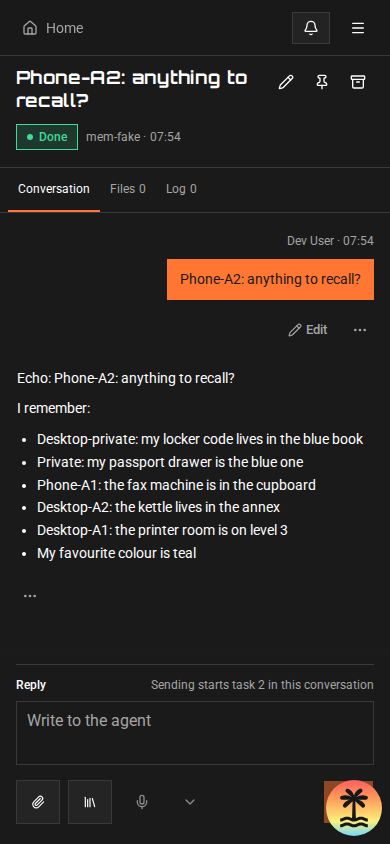 Home
Phone-A2: anything to
recall?
Done
mem-fake · 07:54
Conversation
Files 0
Log 0
Dev User · 07:54
Phone-A2: anything to recall?
Edit
Echo: Phone-A2: anything to recall?
I remember:
• Desktop-private: my locker code lives in the blue book
• Private: my passport drawer is the blue one
• Phone-A1: the fax machine is in the cupboard
• Desktop-A2: the kettle lives in the annex
• Desktop-A1: the printer room is on level 3
• My favourite colour is teal
Reply
Sending starts task 2 in this conversation
Write to the agent